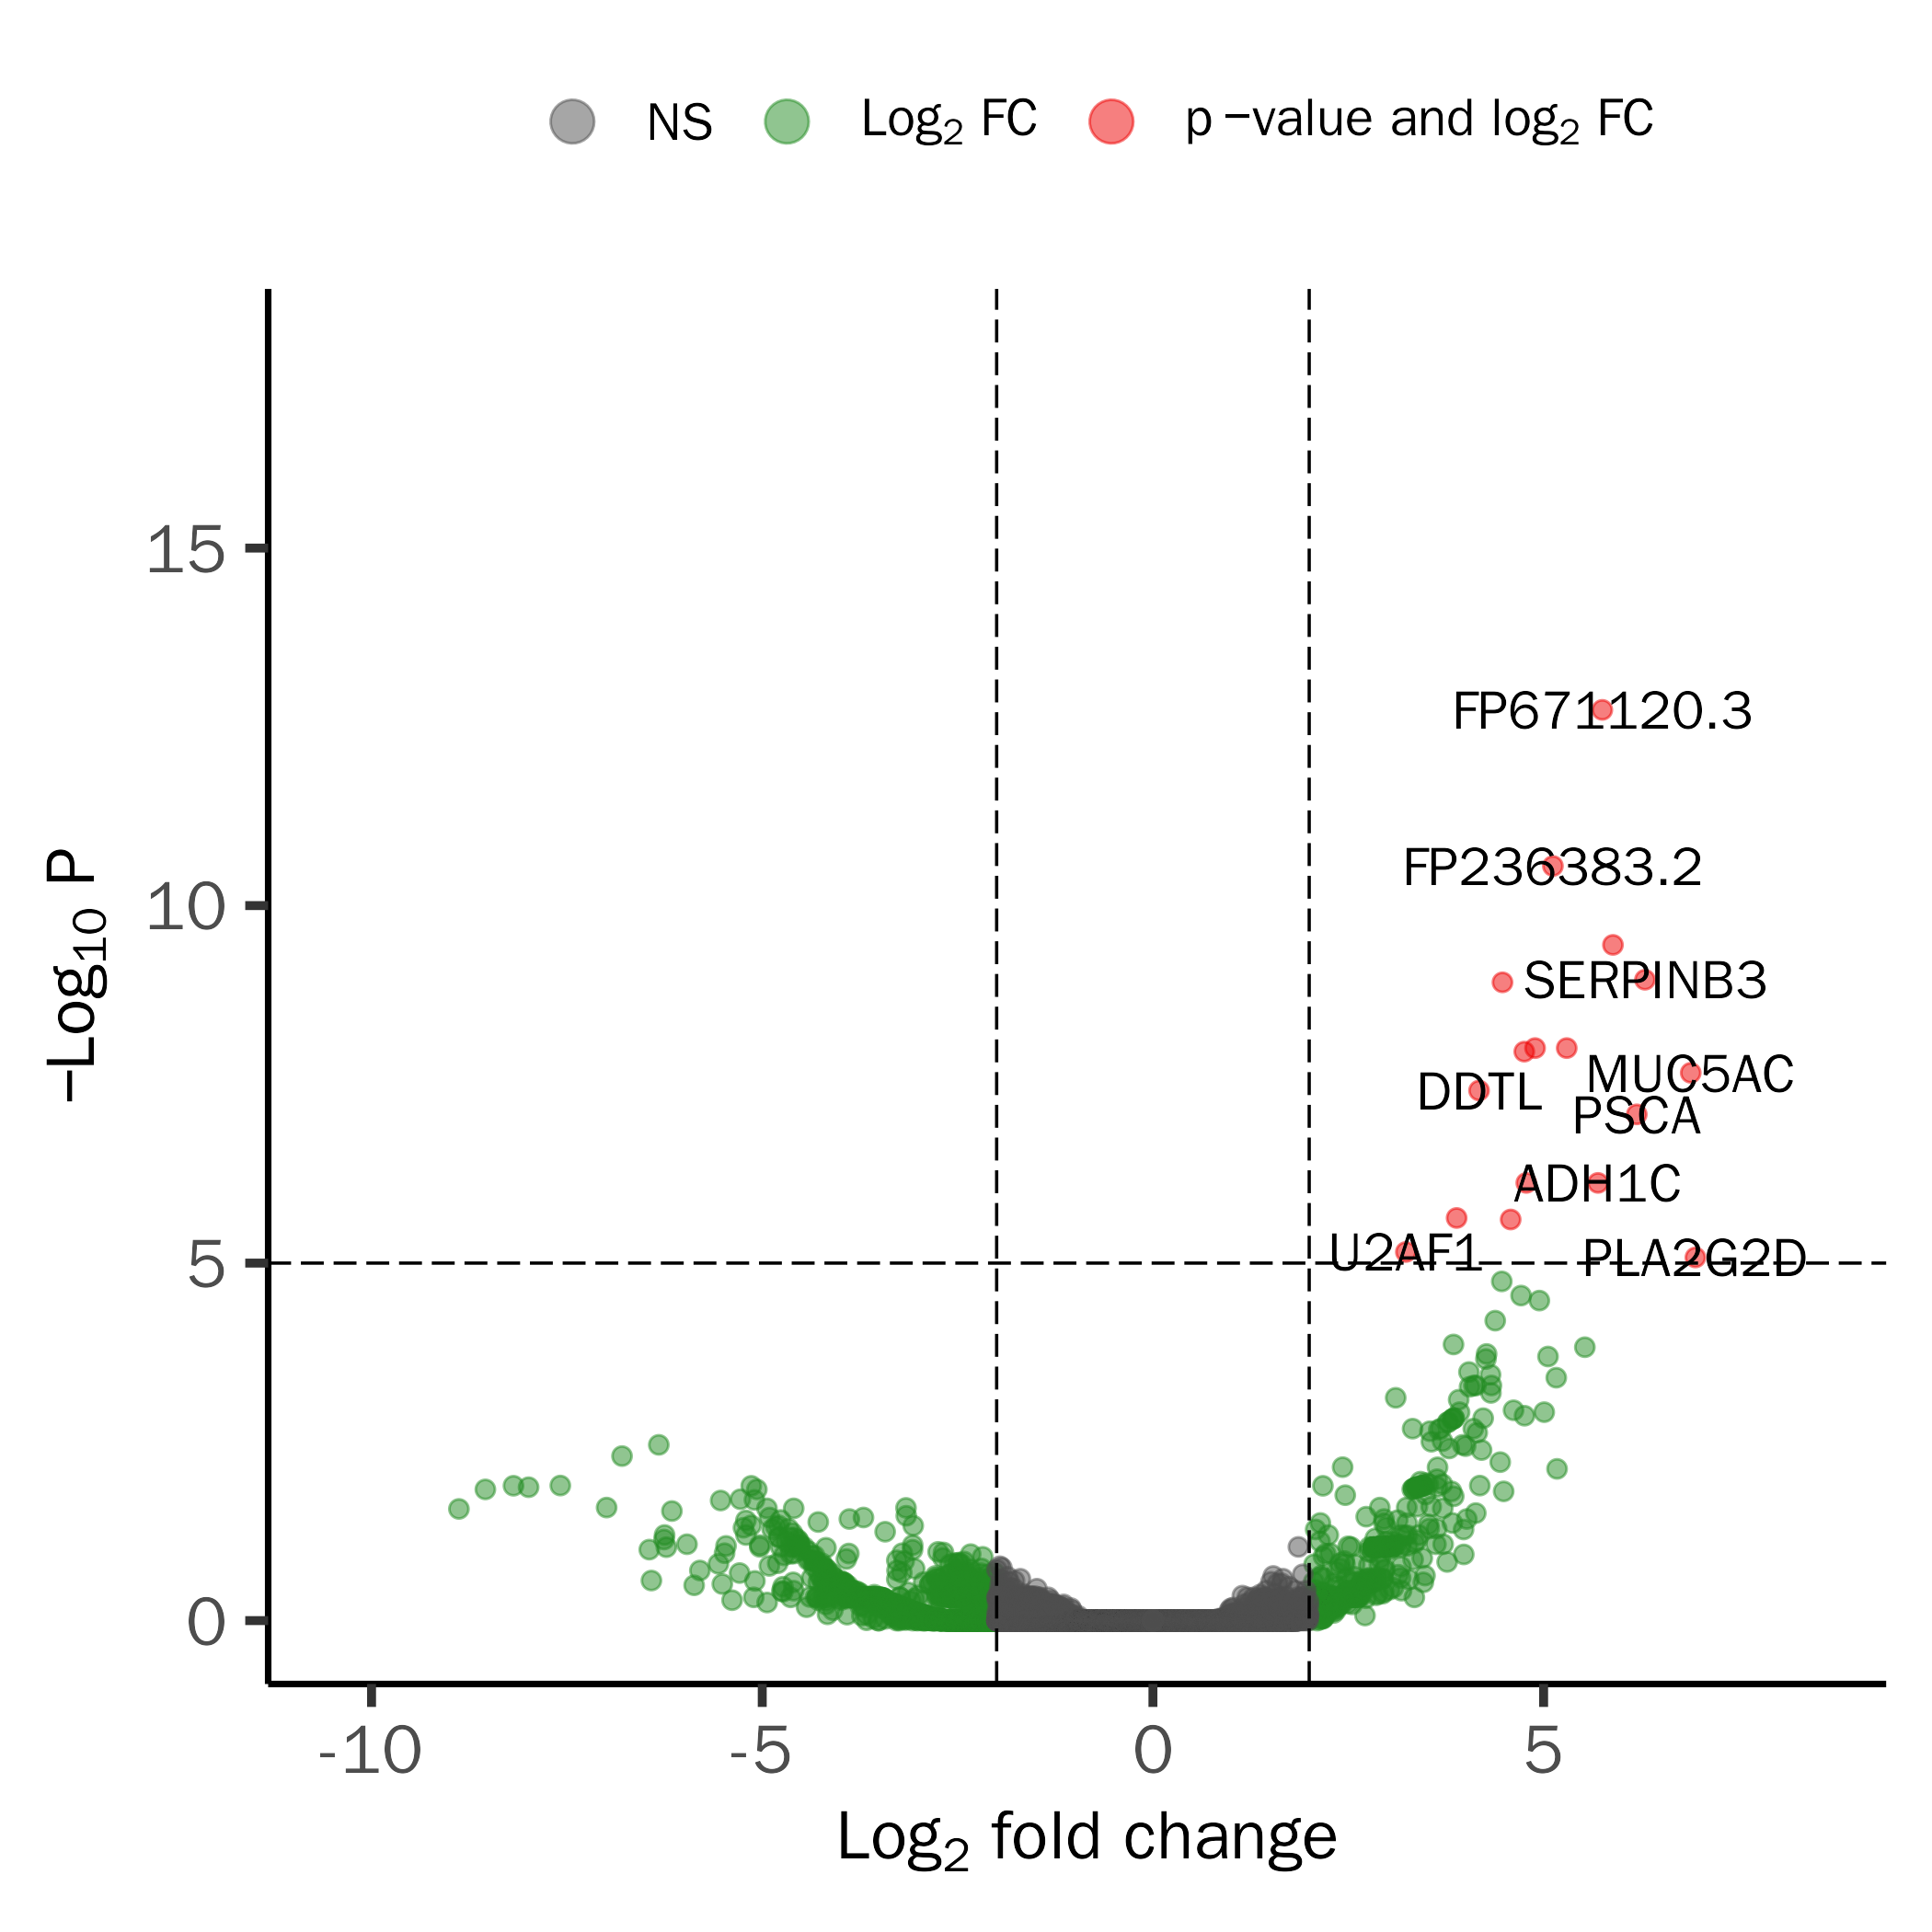 NS Log2 FC p −value and log2 FC
−Log10 P
15
10
5
0
FP671120.3
FP236383.2
SERPINB3
MUC5AC
DDTL
PSCA
ADH1C
U2AF1
PLA2G2D
-10 -5 0 5
Log2 fold change